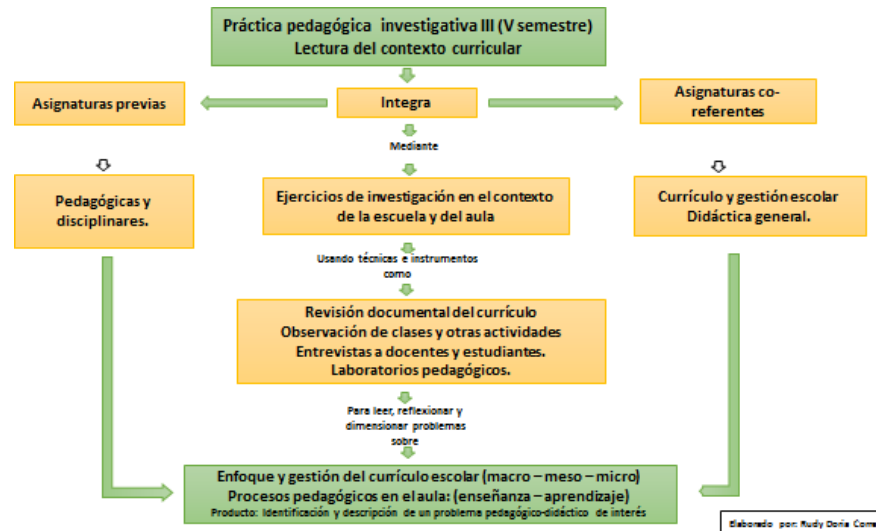 Práctica pedagógica investigativa III (V semestre)
Lectura del contexto curricular
Asignaturas previas
Integra
Asignaturas co-
referentes
Mediante
Pedagógicas y
disciplinares.
Ejercicios de investigación en el contexto
de la escuela y del aula
Currículo y gestión escolar
Didáctica general.
Usando técnicas e instrumentos
como
Revisión documental del currículo
Observación de clases y otras actividades
Entrevistas a docentes y estudiantes.
Laboratorios pedagógicos.
Para leer, reflexionar y
dimensionar problemas
sobre
Enfoque y gestión del currículo escolar (macro – meso – micro)
Procesos pedagógicos en el aula: (enseñanza – aprendizaje)
Producto: Identificación y descripción de un problema pedagógico-didáctico de interés
Elaborado por: Rudy Doria